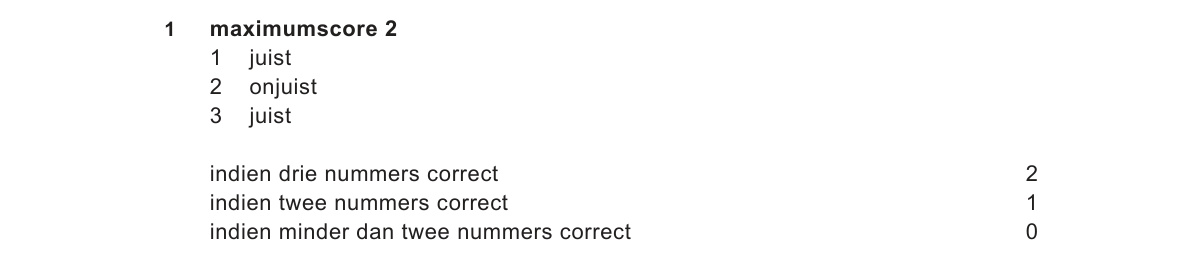 1 maximumscore 2
1 juist
2 onjuist
3 juist
indien drie nummers correct 2
indien twee nummers correct 1
indien minder dan twee nummers correct 0